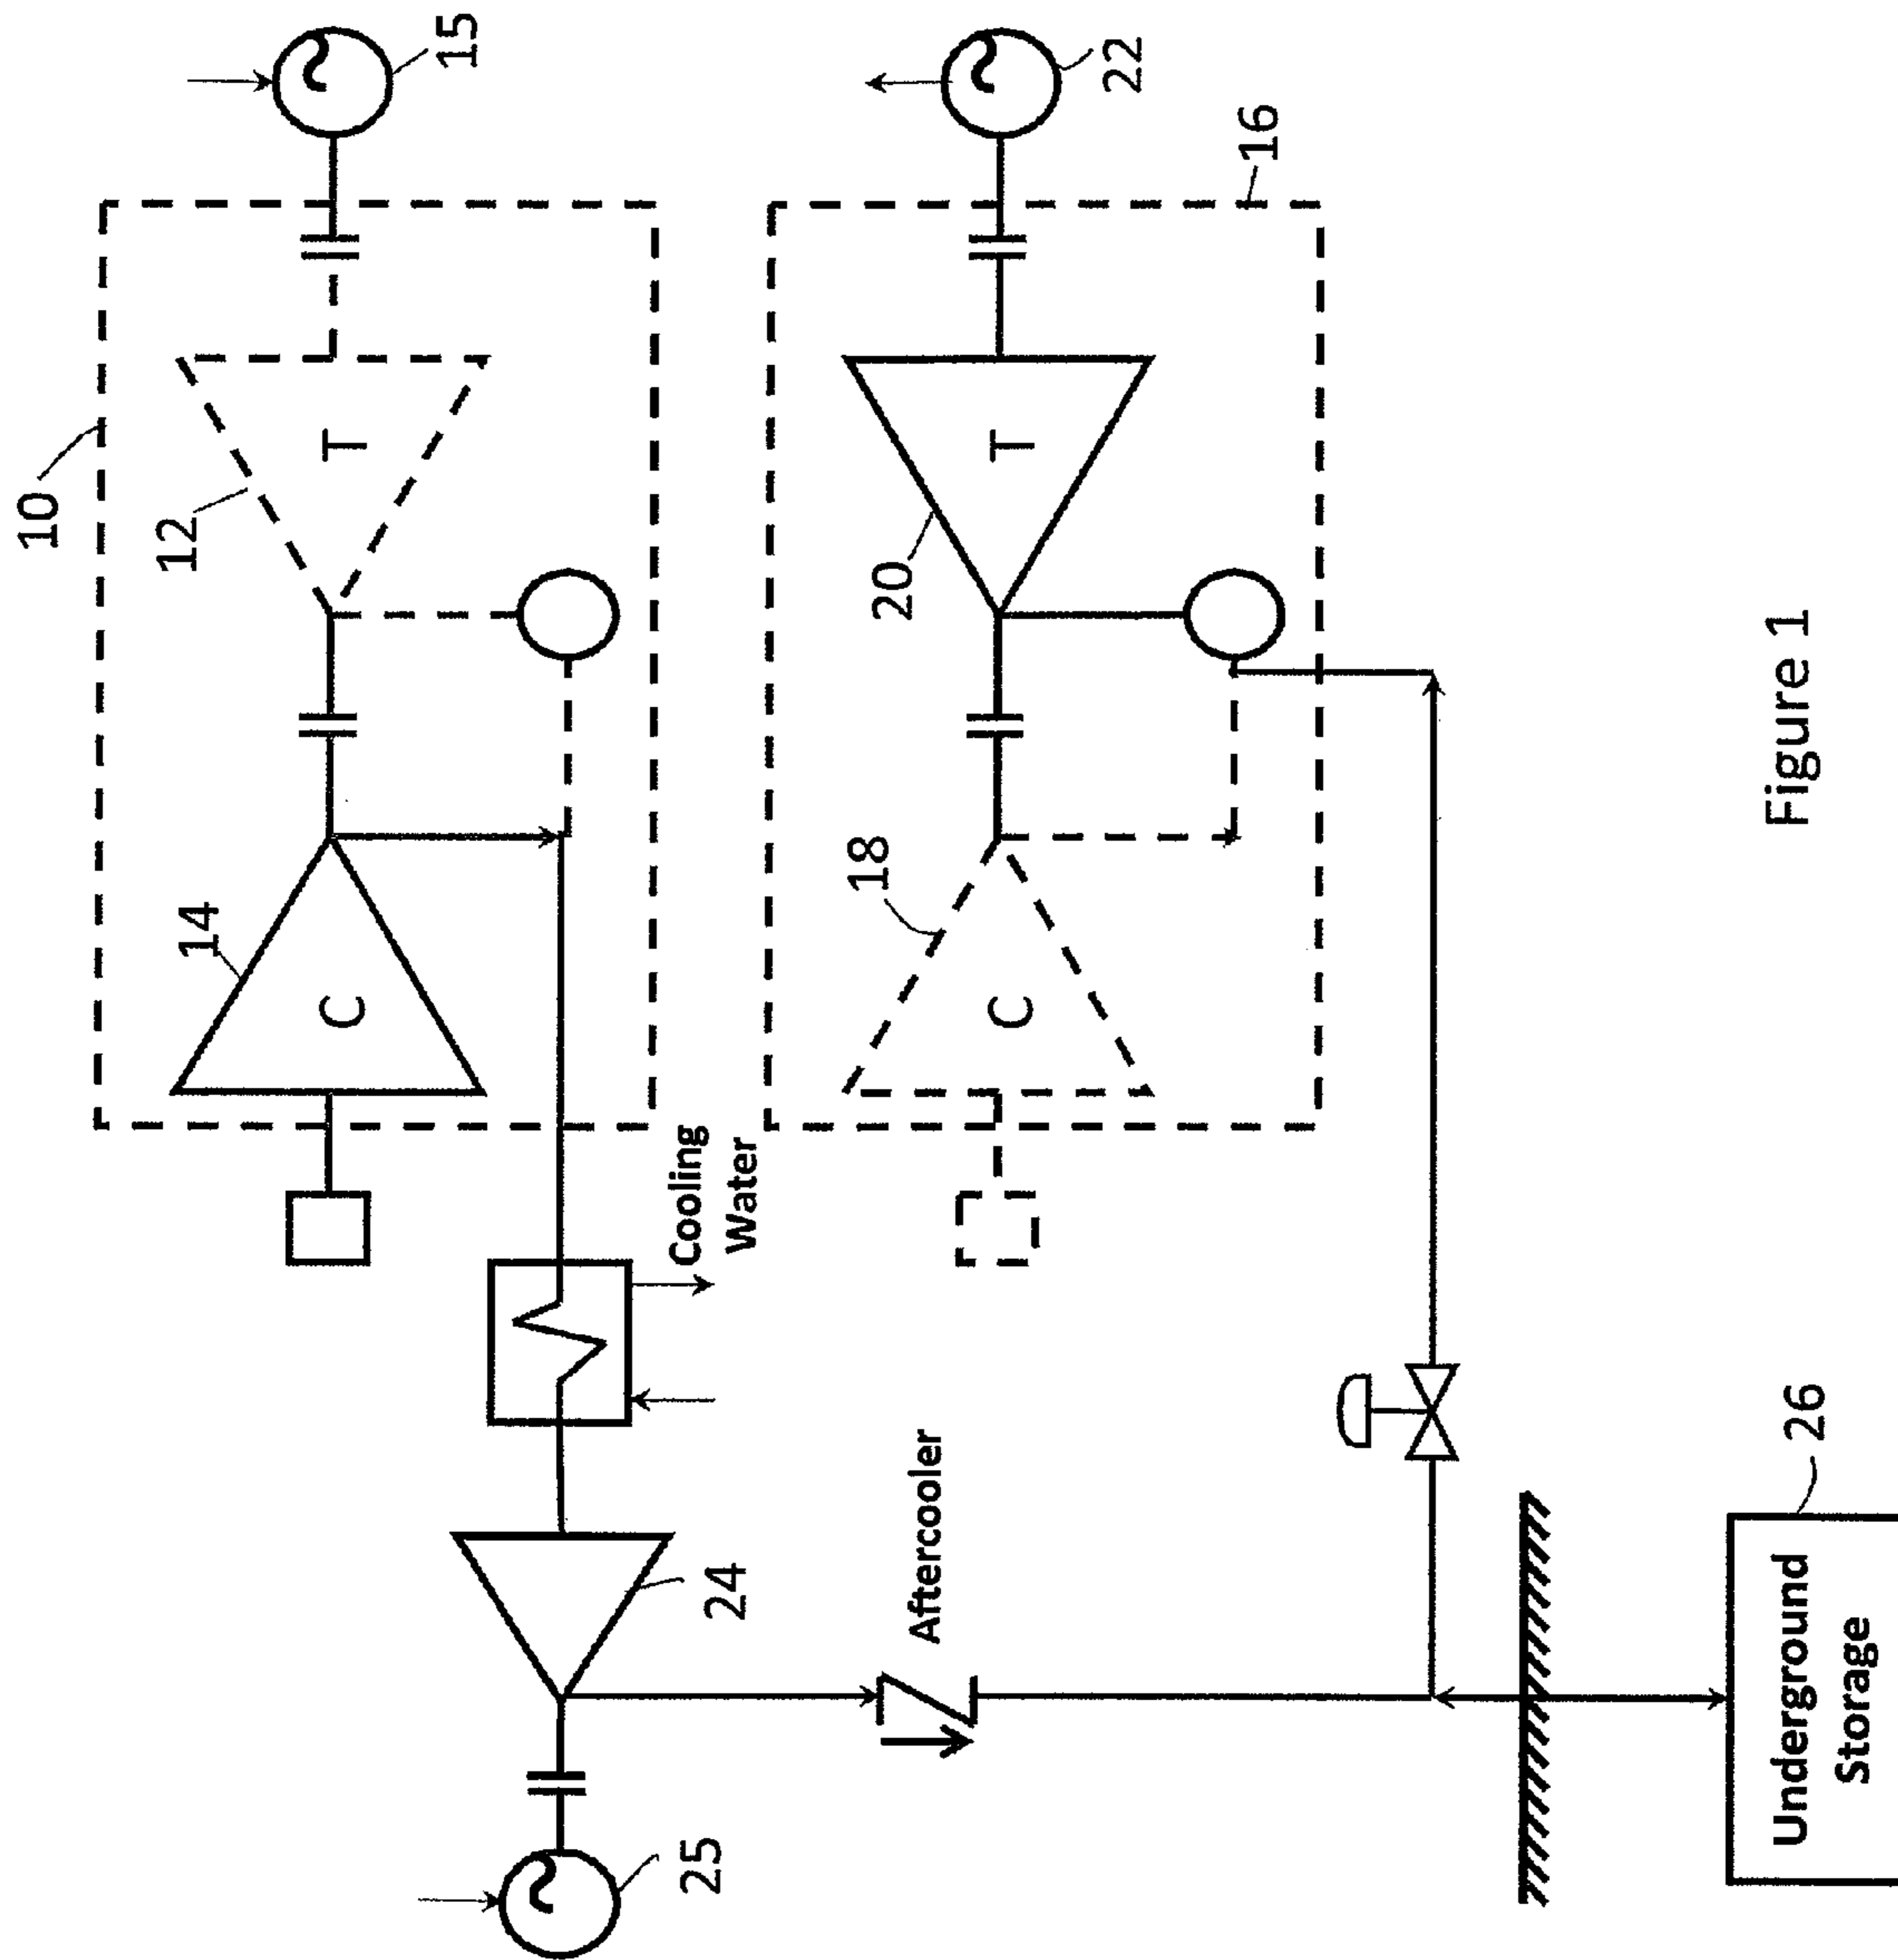 10
12
T
14
C
15
Cooling
Water
24
25
Aftercooler
20
T
18
C
22
16
Underground
Storage
26
Figure 1